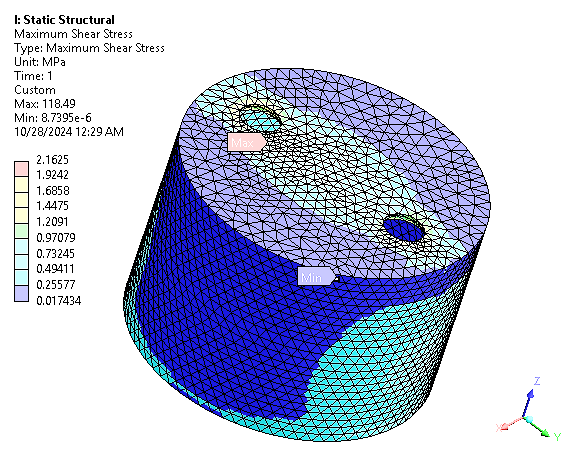 I: Static Structural
Maximum Shear Stress
Type: Maximum Shear Stress
Unit: MPa
Time: 1
Custom
Max: 118.49
Min: 8.7395e-6
10/28/2024 12:29 AM
2.1625
1.9242
1.6858
1.4475
1.2091
0.97079
0.73245
0.49411
0.25577
0.017434
Max
Min
Z
X
Y